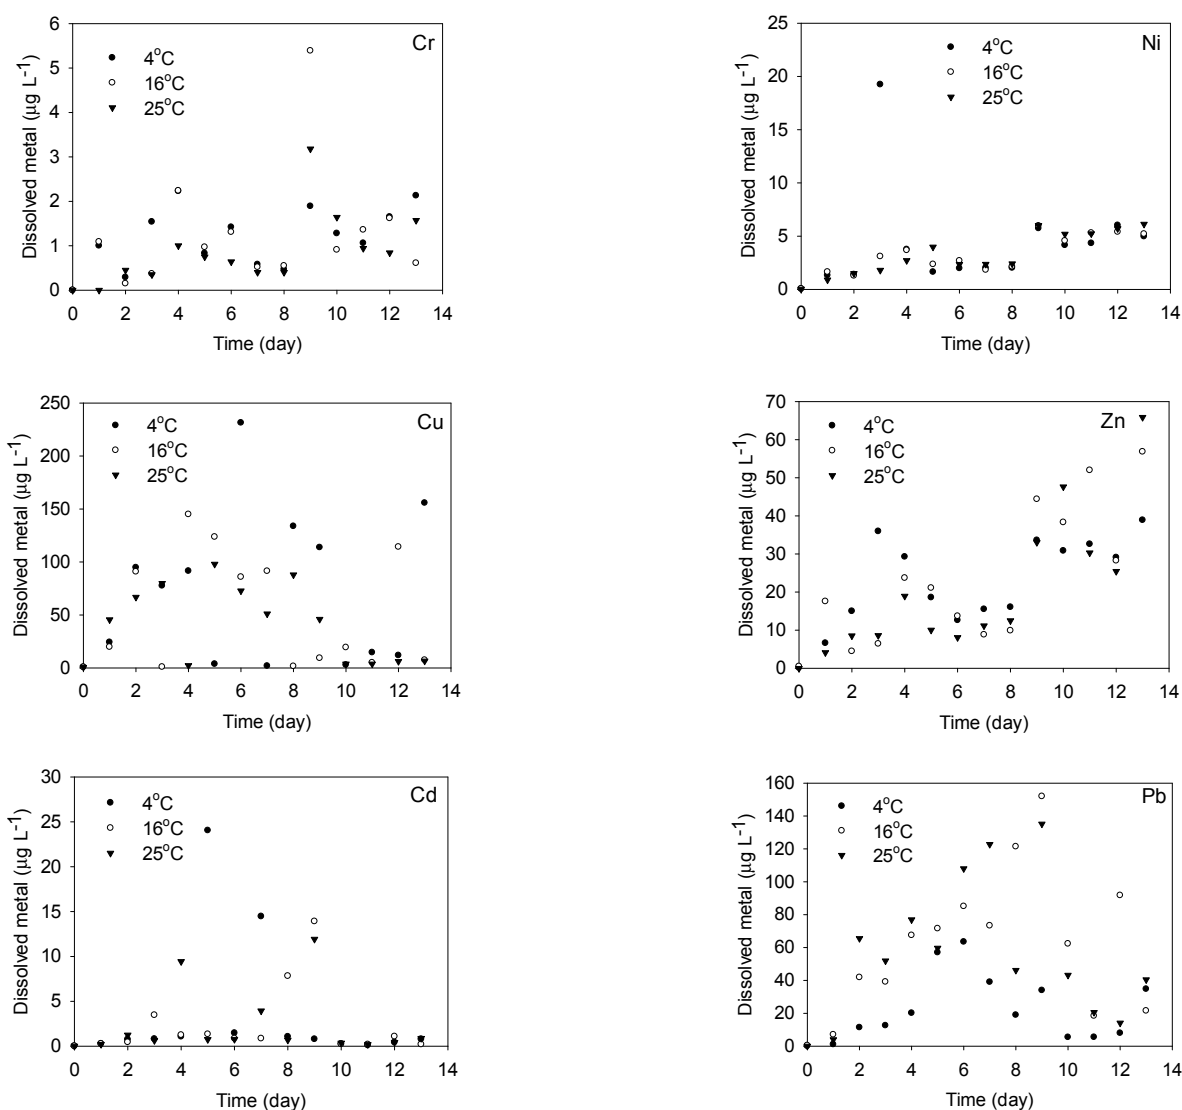 Cr
4°C
16°C
25°C
Dissolved metal (μg L⁻¹)
6
5
4
3
2
1
0
0 2 4 6 8 10 12 14
Time (day)
Ni
4°C
16°C
25°C
Dissolved metal (μg L⁻¹)
25
20
15
10
5
0
0 2 4 6 8 10 12 14
Time (day)
Cu
4°C
16°C
25°C
Dissolved metal (μg L⁻¹)
250
200
150
100
50
0
0 2 4 6 8 10 12 14
Time (day)
Zn
4°C
16°C
25°C
Dissolved metal (μg L⁻¹)
70
60
50
40
30
20
10
0
0 2 4 6 8 10 12 14
Time (day)
Cd
4°C
16°C
25°C
Dissolved metal (μg L⁻¹)
30
25
20
15
10
5
0
0 2 4 6 8 10 12 14
Time (day)
Pb
4°C
16°C
25°C
Dissolved metal (μg L⁻¹)
160
140
120
100
80
60
40
20
0
0 2 4 6 8 10 12 14
Time (day)